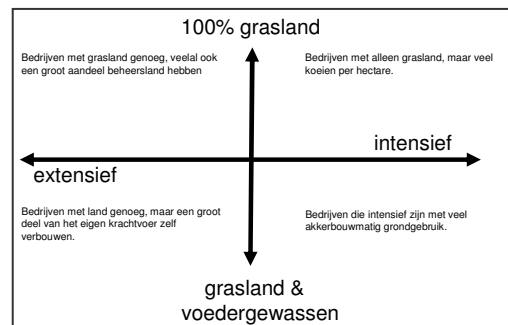 100% grasland
Bedrijven met grasland genoeg, veelal ook
een groot aandeel beheersland hebben
Bedrijven met alleen grasland, maar veel
koeien per hectare.
intensief
extensief
Bedrijven met land genoeg, maar een groot
deel van het eigen krachtvoer zelf
verbouwen.
Bedrijven die intensief zijn met veel
akkerbouwmatig grondgebruik.
grasland &
voedergewassen